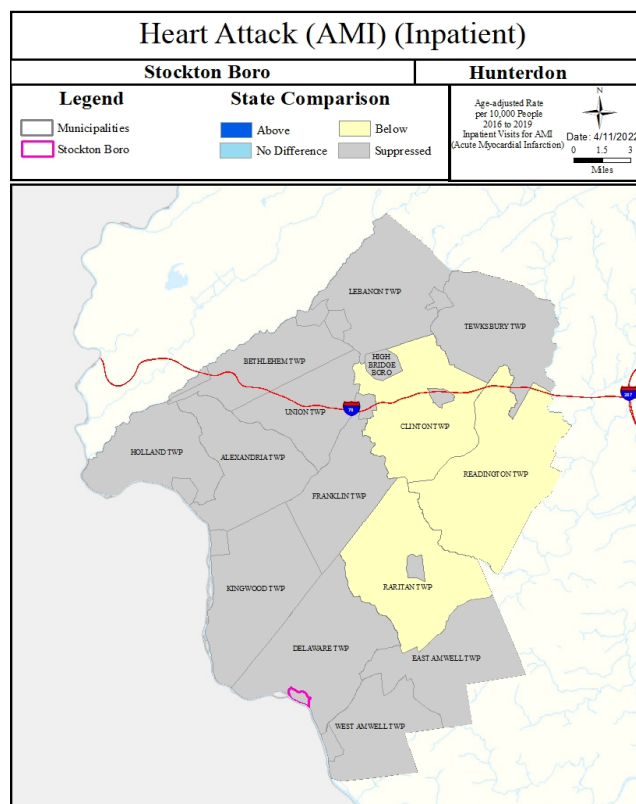 Heart Attack (AMI) (Inpatient)
Stockton Boro
Hunterdon
Legend
Municipalities
Stockton Boro
State Comparison
Above
Below
No Difference
Suppressed
Age-adjusted Rate
per 10,000 People
2016 to 2019
Inpatient Visits for AMI
(Acute Myocardial Infarction)
N
Date: 4/11/2022
0 1.5 3
Miles
LEBANON TWP
TEWKSBURY TWP
HIGH
BRIDGE
BORO
BETHLEHEM TWP
UNION TWP
78
CLINTON TWP
HOLLAND TWP
ALEXANDRIA TWP
READINGTON TWP
FRANKLIN TWP
KINGWOOD TWP
RARITAN TWP
DELAWARE TWP
EAST AMWELL TWP
WEST AMWELL TWP